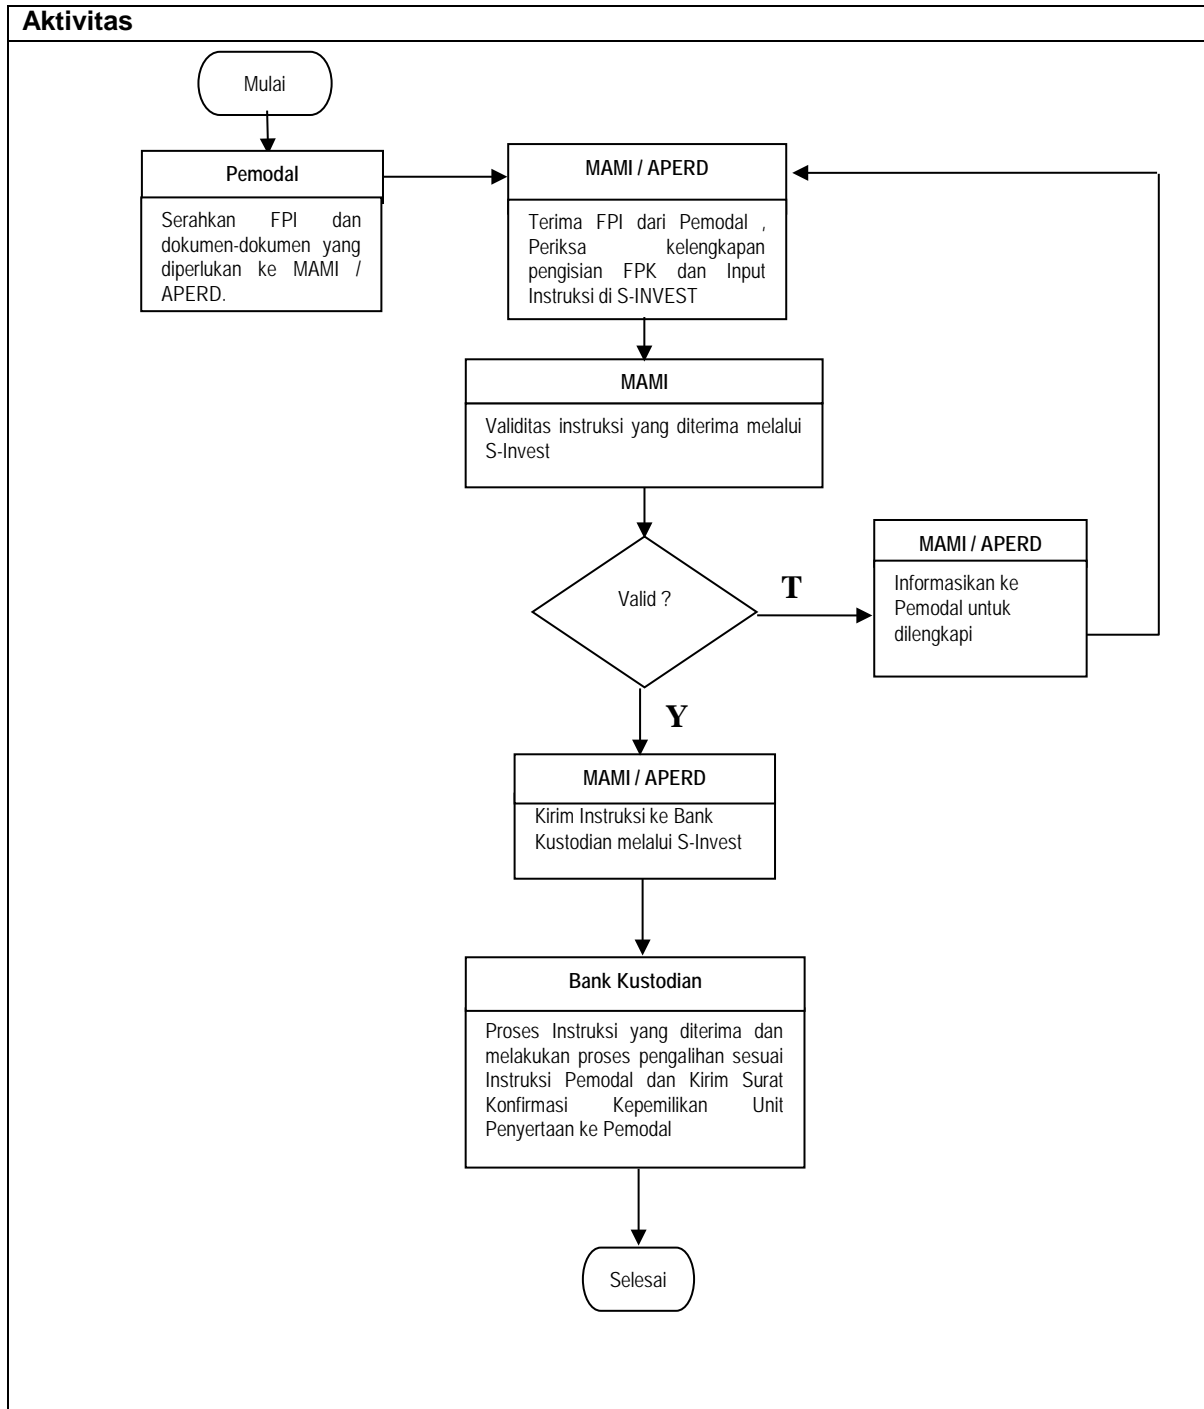 Aktivitas
Mulai
Pemodal
Serahkan FPI dan
dokumen-dokumen yang
diperlukan ke MAMI /
APERD.
MAMI / APERD
Terima FPI dari Pemodal ,
Periksa kelengkapan
pengisian FPK dan Input
Instruksi di S-INVEST
MAMI
Validitas instruksi yang diterima melalui
S-Invest
Valid ?
T
MAMI / APERD
Informasikan ke
Pemodal untuk
dilengkapi
Y
MAMI / APERD
Kirim Instruksi ke Bank
Kustodian melalui S-Invest
Bank Kustodian
Proses Instruksi yang diterima dan
melakukan proses pengalihan sesuai
Instruksi Pemodal dan Kirim Surat
Konfirmasi Kepemilikan Unit
Penyertaan ke Pemodal
Selesai